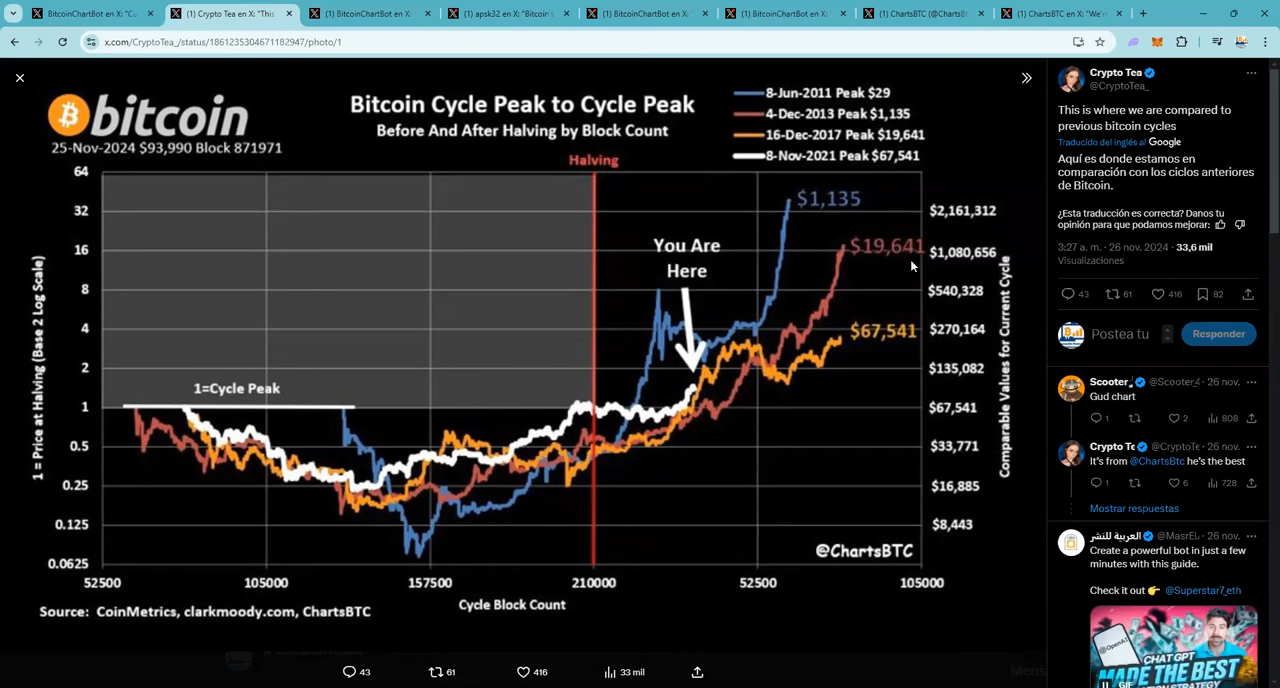 BitcoinChartBot en X: "Cu
(1) Crypto Tea en X: "This
BitcoinChartBot en X:
(1) apsk32 en X: "Bitcoin's
BitcoinChartBot en X: "
BitcoinChartBot en X:
(1) ChartsBTC (@ChartsBt
ChartsBTC en X: "We're
x.com/CryptoTea_/status/1861235304671182947/photo/1
bitcoin
25-Nov-2024 $93,990 Block 871971
Bitcoin Cycle Peak to Cycle Peak
Before And After Halving by Block Count
8-Jun-2011 Peak $29
4-Dec-2013 Peak $1,135
16-Dec-2017 Peak $19,641
8-Nov-2021 Peak $67,541
Halving
1 = Price at Halving (Base 2 Log Scale)
64
32
16
8
4
2
1
0.5
0.25
0.125
0.0625
1=Cycle Peak
You Are
Here
$1,135
$19,641
$67,541
$2,161,312
$1,080,656
$540,328
$270,164
$135,082
$67,541
$33,771
$16,885
$8,443
Comparable Values for Current Cycle
@ChartsBTC
52500
105000
157500
210000
52500
105000
Cycle Block Count
Source: CoinMetrics, clarkmoody.com, ChartsBTC
43
61
416
33 mil
Crypto Tea
@CryptoTea_
This is where we are compared to
previous bitcoin cycles
Traducido del inglés al Google
Aquí es donde estamos en
comparación con los ciclos anteriores
de Bitcoin.
¿Esta traducción es correcta? Danos tu
opinión para que podamos mejorar:
3:27 a. m. · 26 nov. 2024 · 33,6 mil
Visualizaciones
43
61
416
82
Postea tu
Responder
Scooter @Scooter_ · 26 nov.
Gud chart
1
2
808
Crypto Te @CryptoTe · 26 nov.
It's from @ChartsBtc he's the best
1
6
728
Mostrar respuestas
العربية للنشر @MasrEl · 26 nov.
Create a powerful bot in just a few
minutes with this guide.
Check it out 👉 @Superstar7_eth
OpenAI
CHAT GPT
MADE THE BEST
GIF